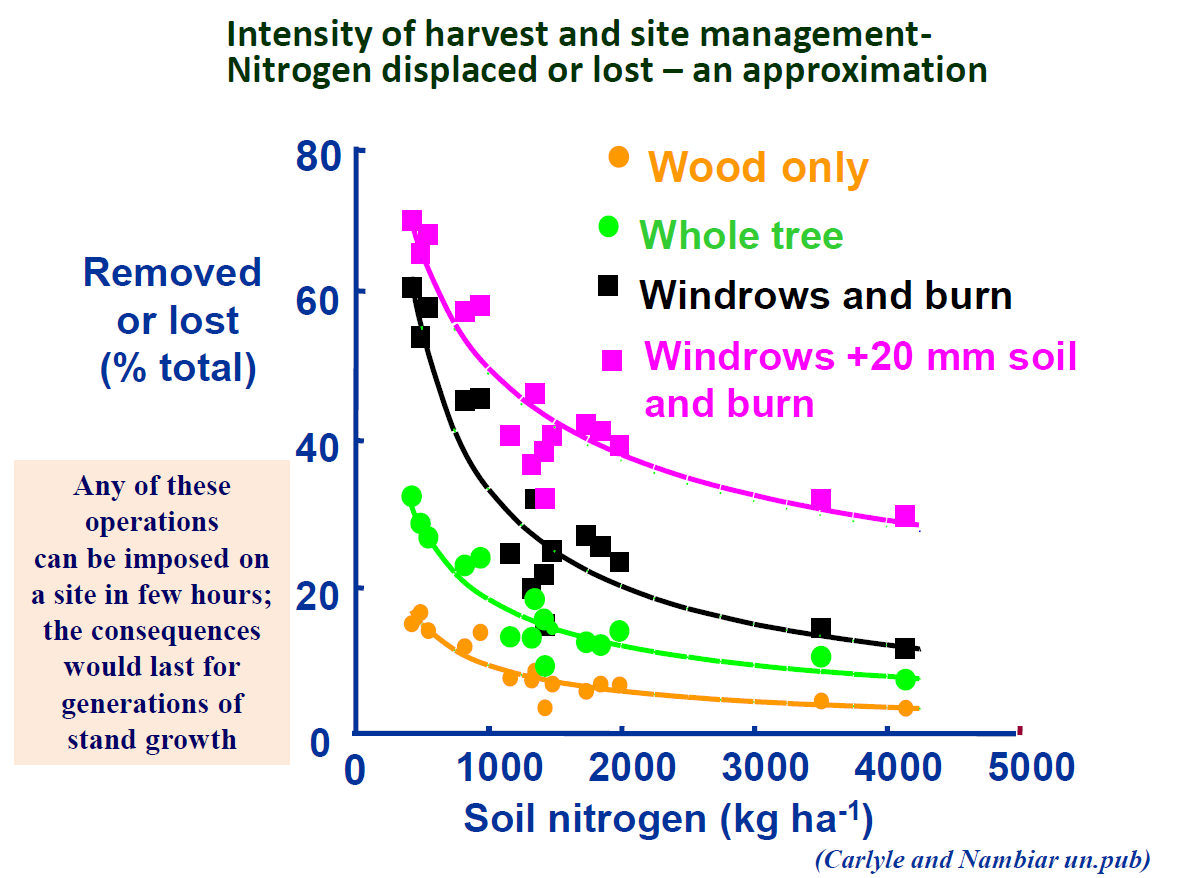 Intensity of harvest and site management-
Nitrogen displaced or lost – an approximation
80
60
40
20
0
Removed
or lost
(% total)
Wood only
Whole tree
Windrows and burn
Windrows +20 mm soil
and burn
Any of these
operations
can be imposed on
a site in few hours;
the consequences
would last for
generations of
stand growth
0 1000 2000 3000 4000 5000
Soil nitrogen (kg ha⁻¹)
(Carlyle and Nambiar un.pub)